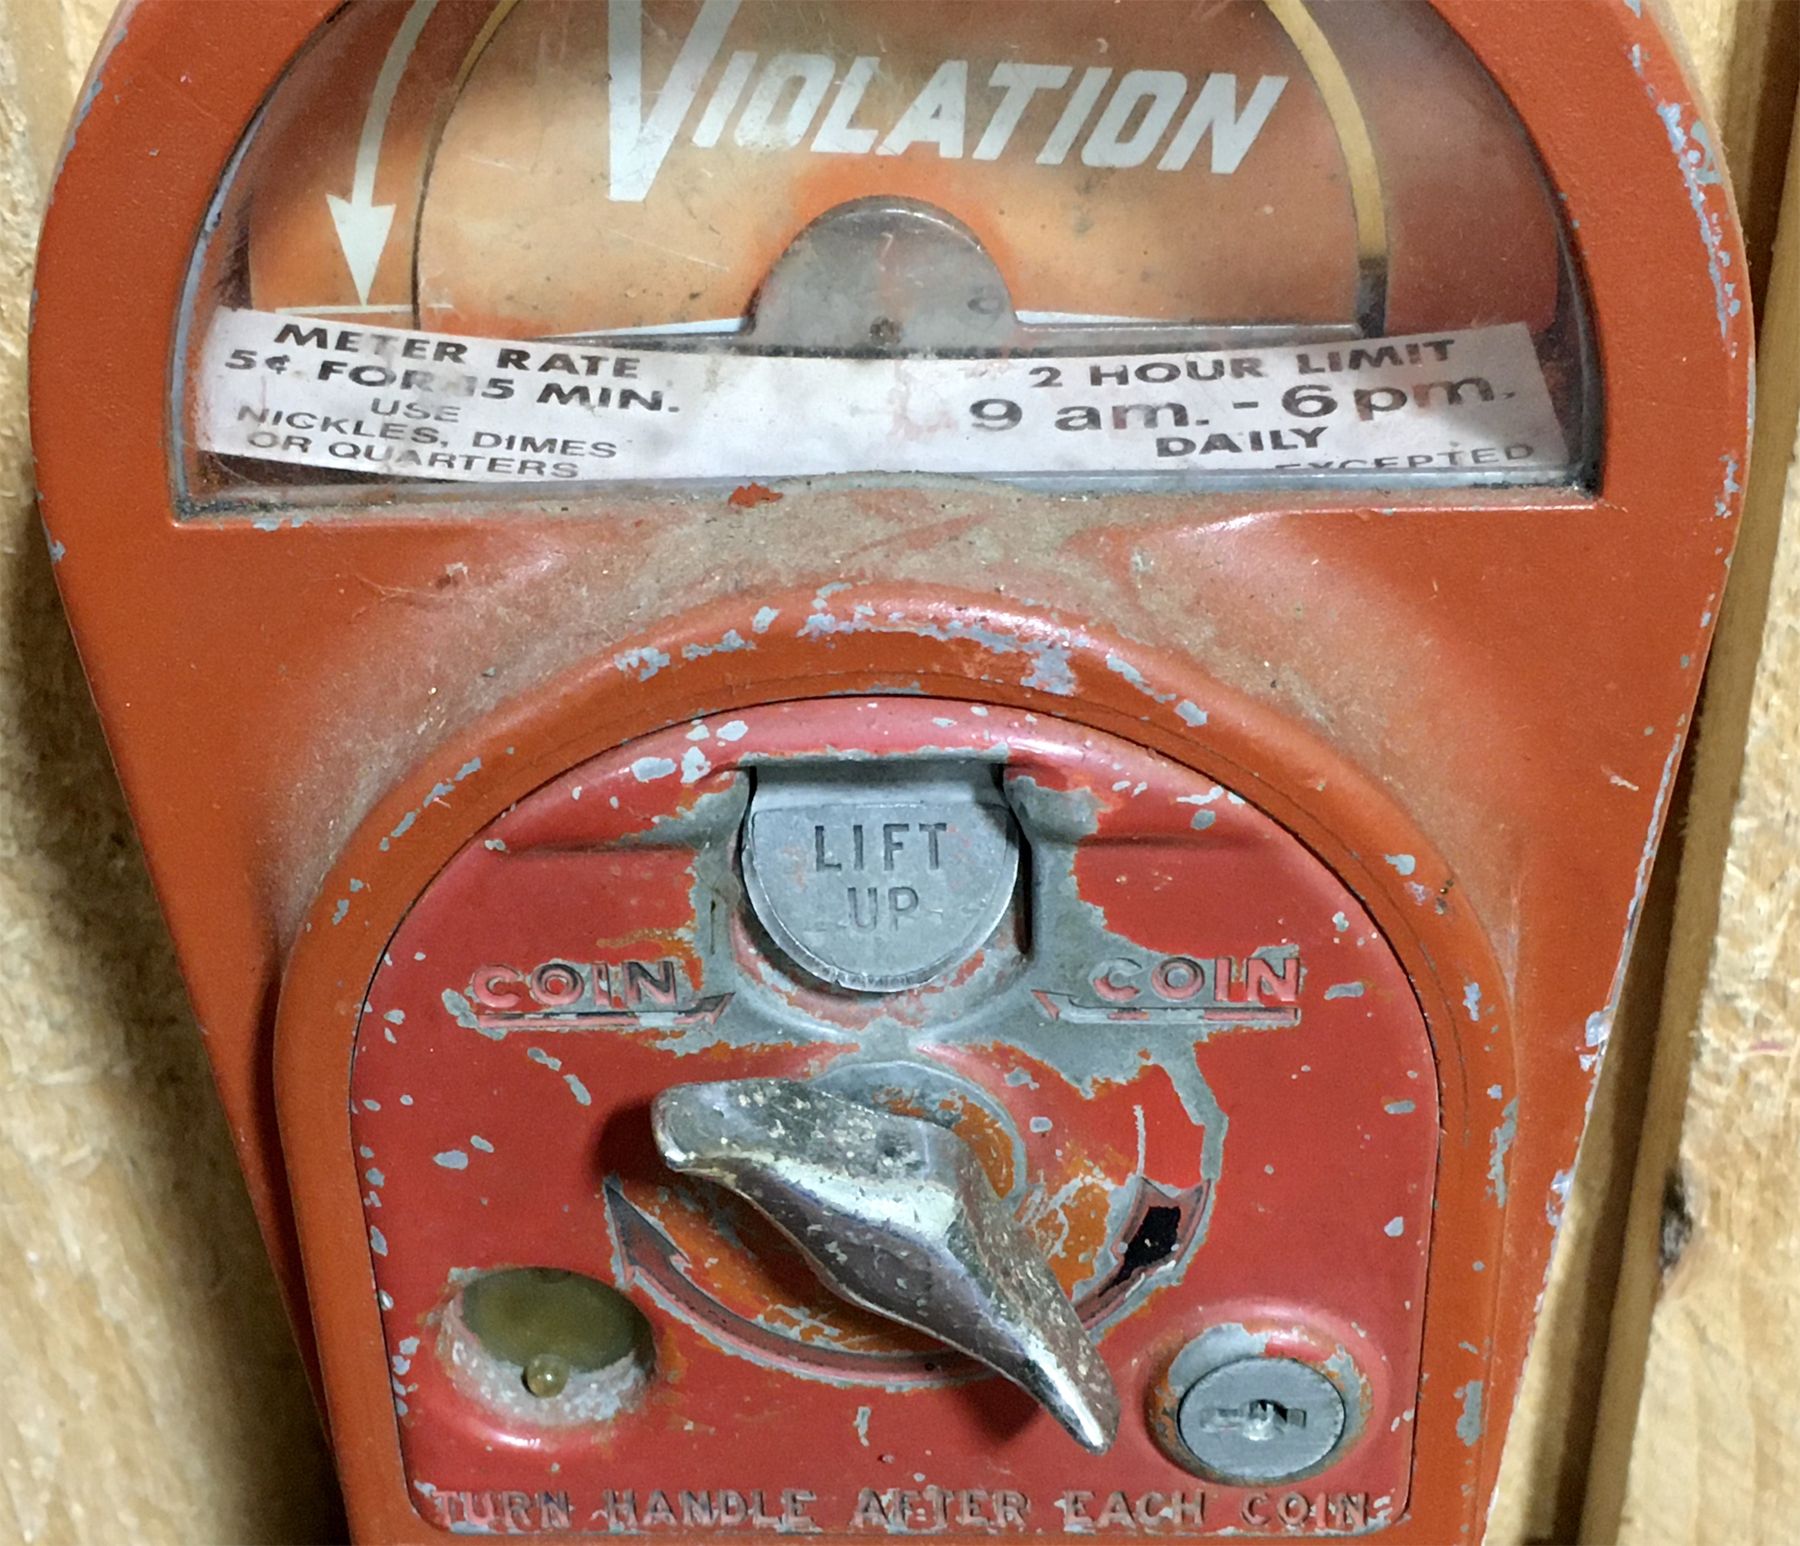 VIOLATION
METER RATE
5¢ FOR 15 MIN.
USE
NICKLES, DIMES
OR QUARTERS
2 HOUR LIMIT
9 am. - 6 pm.
DAILY
EXCEPTED
LIFT
UP
COIN
COIN
TURN HANDLE AFTER EACH COIN